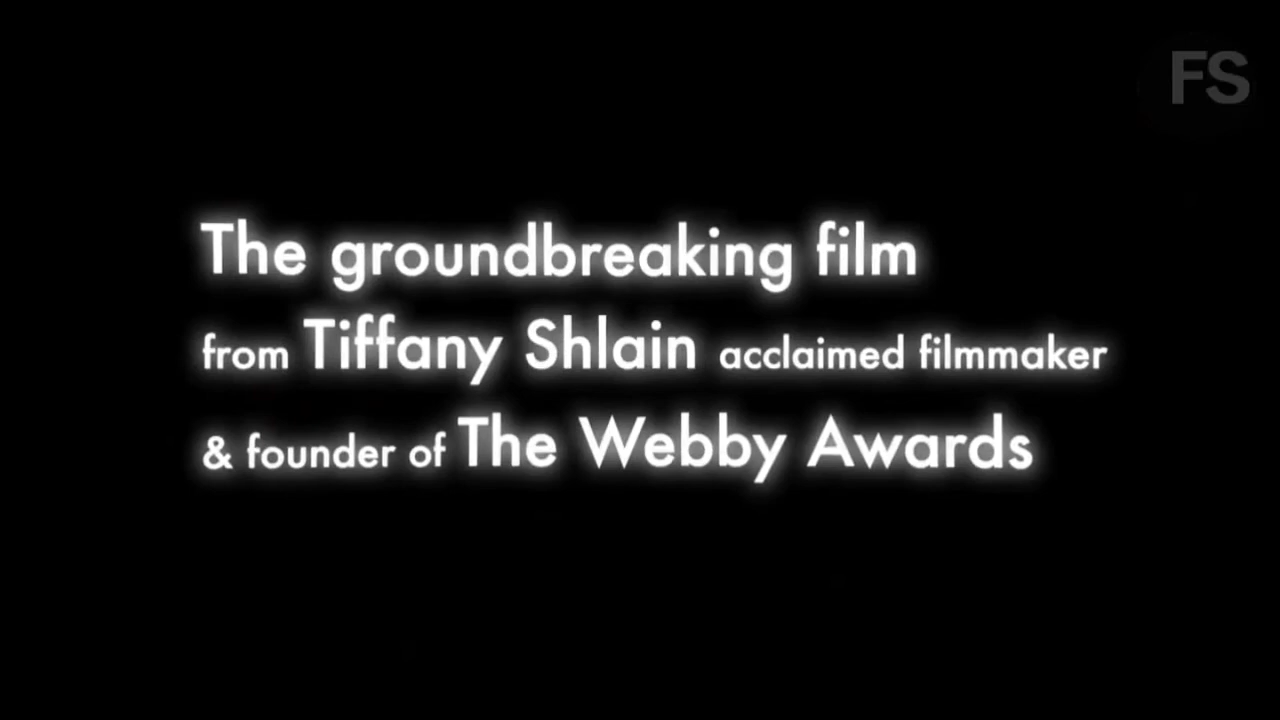 FS
The groundbreaking film
from Tiffany Shlain acclaimed filmmaker
& founder of The Webby Awards